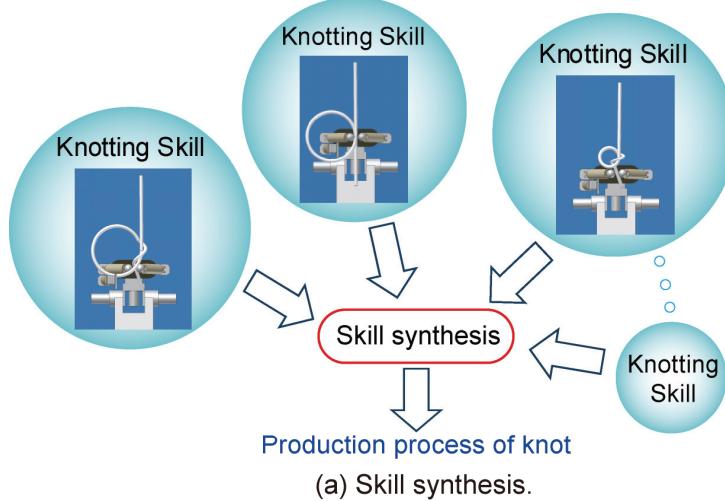 Knotting Skill
Knotting Skill
Knotting Skill
Skill synthesis
Knotting
Skill
Production process of knot
(a) Skill synthesis.